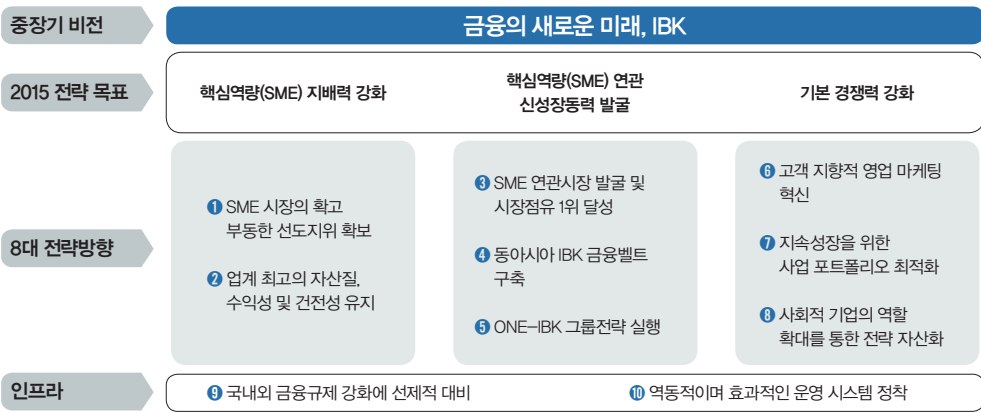 중장기 비전
금융의 새로운 미래, IBK
2015 전략 목표
핵심역량(SME) 지배력 강화
핵심역량(SME) 연관
신성장동력 발굴
기본 경쟁력 강화
8대 전략방향
❶ SME 시장의 확고
부동한 선도지위 확보
❷ 업계 최고의 자산질,
수익성 및 건전성 유지
❸ SME 연관시장 발굴 및
시장점유 1위 달성
❹ 동아시아 IBK 금융벨트
구축
❺ ONE-IBK 그룹전략 실행
❻ 고객 지향적 영업 마케팅
혁신
❼ 지속성장을 위한
사업 포트폴리오 최적화
❽ 사회적 기업의 역할
확대를 통한 전략 자산화
인프라
❾ 국내외 금융규제 강화에 선제적 대비
❿ 역동적이며 효과적인 운영 시스템 정착